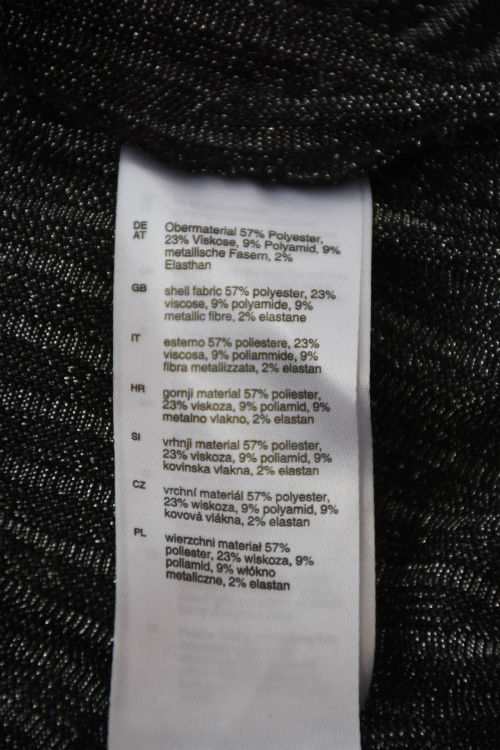 DE
AT
Obermaterial 57% Polyester,
23% Viskose, 9% Polyamid, 9%
metallische Fasern, 2%
Elasthan
GB
shell fabric 57% polyester, 23%
viscose, 9% polyamide, 9%
metallic fibre, 2% elastane
IT
esterno 57% poliestere, 23%
viscosa, 9% poliammide, 9%
fibra metallizzata, 2% elastan
HR
gornji material 57% poliester,
23% viskoza, 9% poliamid, 9%
metalno vlakno, 2% elastan
SI
vrhnji material 57% poliester,
23% viskoza, 9% poliamid, 9%
kovinska vlakna, 2% elastan
CZ
vrchní materiál 57% polyester,
23% wiskoza, 9% polyamid, 9%
kovová vlákna, 2% elastan
PL
wierzchni materiał 57%
poliester, 23% wiskoza, 9%
poliamid, 9% włókno
metaliczne, 2% elastan